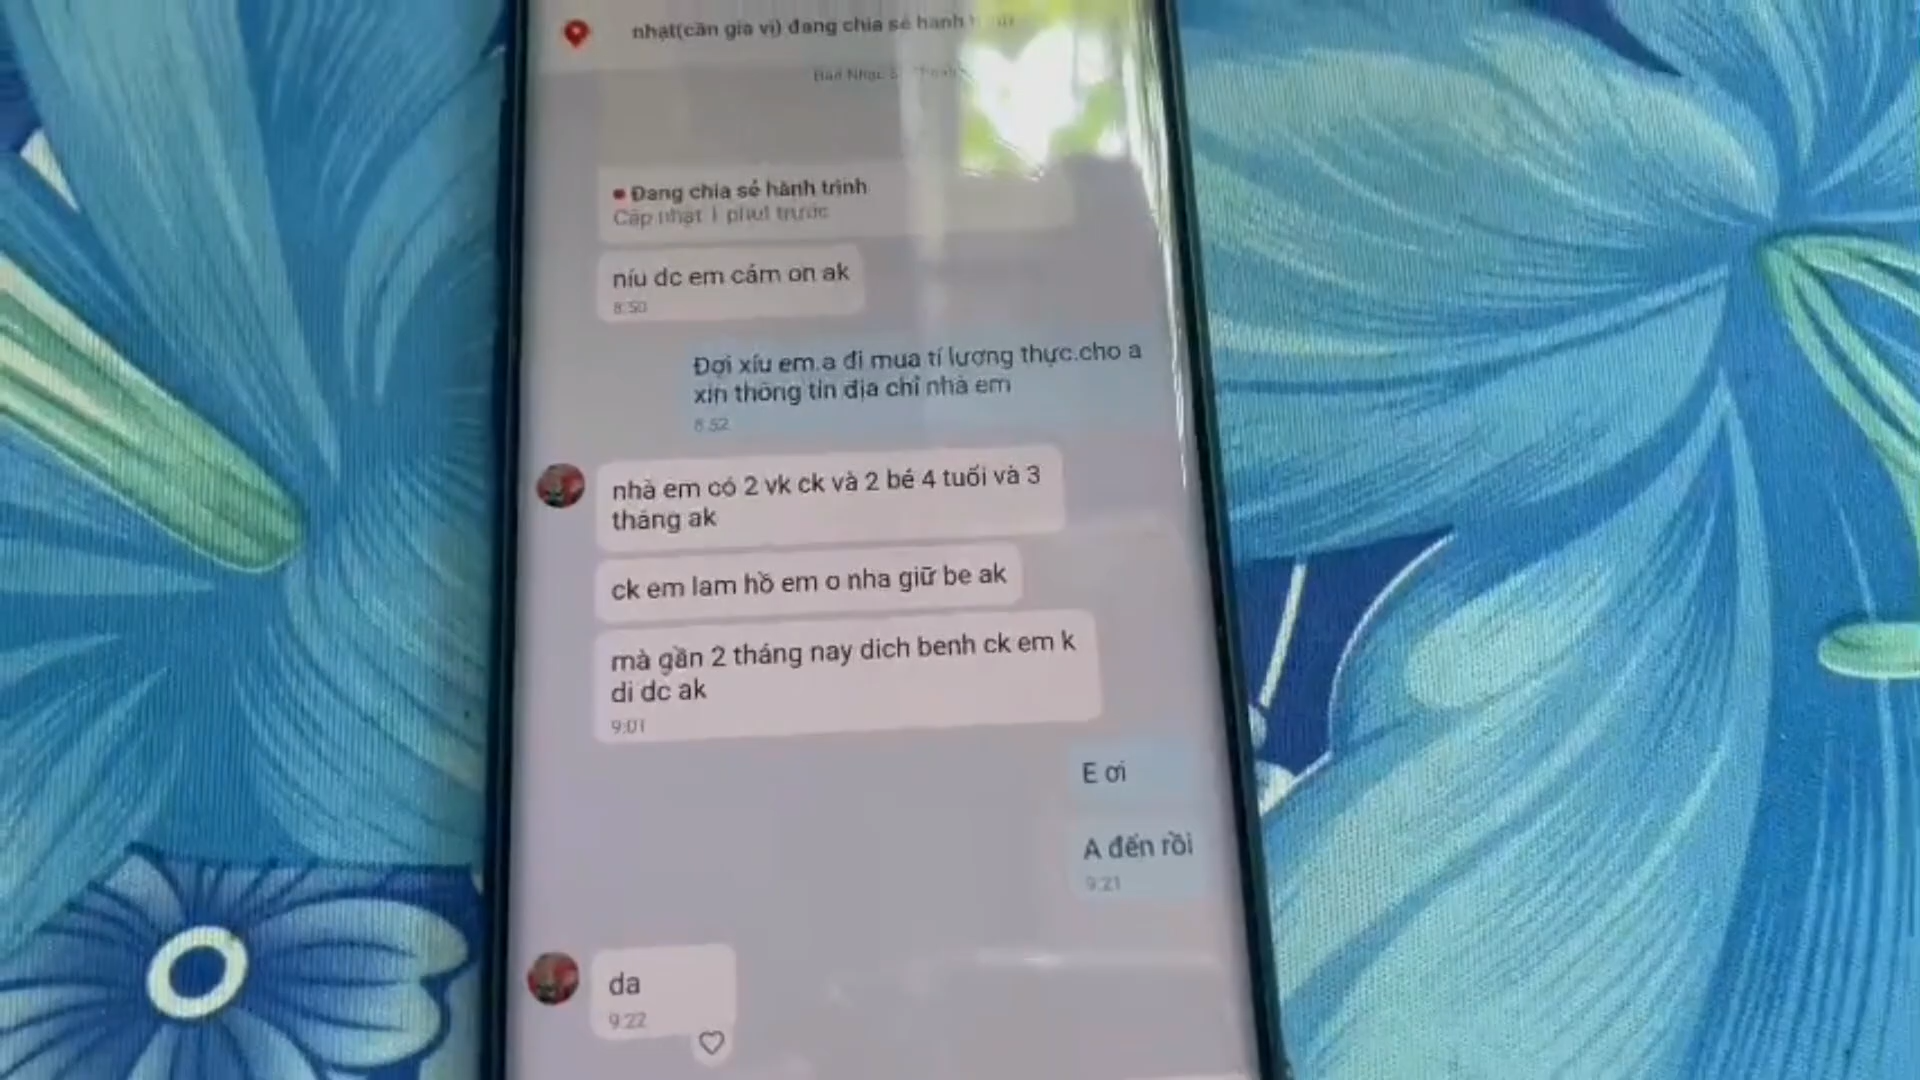 nhật(cần gia vị) đang chia sẻ hành
Đang chia sẻ hành trình
Cập nhật 1 phút trước
níu dc em cảm on ak
8:50
Đợi xíu em.a đi mua tí lương thực.cho a
xin thông tin địa chỉ nhà em
8:52
nhà em có 2 vk ck và 2 bé 4 tuổi và 3
tháng ak
ck em lam hồ em o nha giữ be ak
mà gần 2 tháng nay dich benh ck em k
di dc ak
9:01
E ơi
A đến rồi
9:21
da
9:22